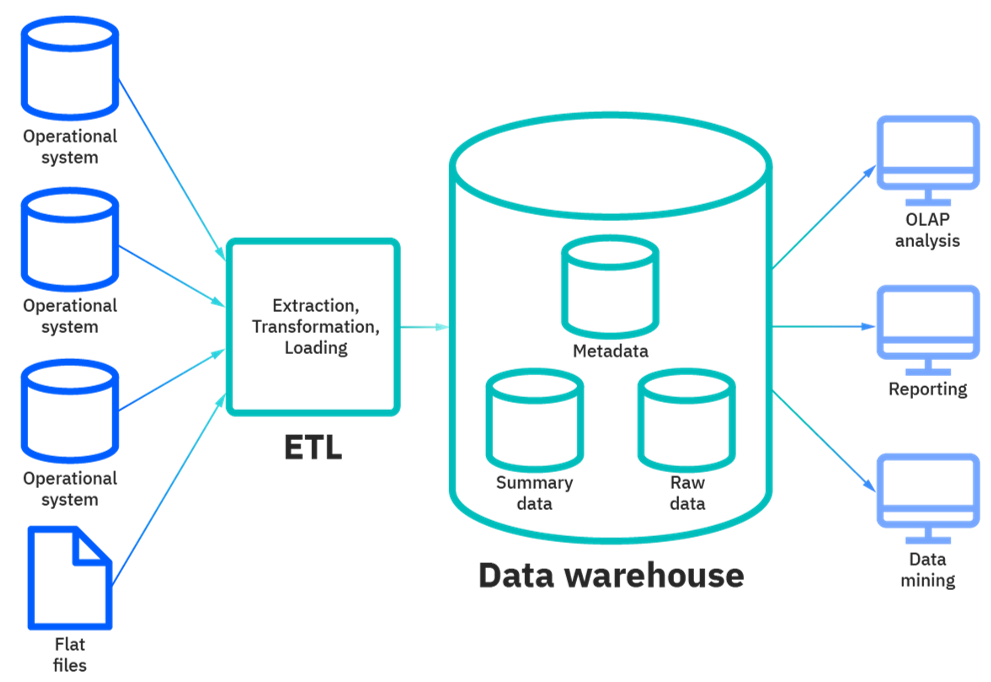 Operational
system
Operational
system
Operational
system
Flat
files
Extraction,
Transformation,
Loading
ETL
Metadata
Summary
data
Raw
data
Data warehouse
OLAP
analysis
Reporting
Data
mining